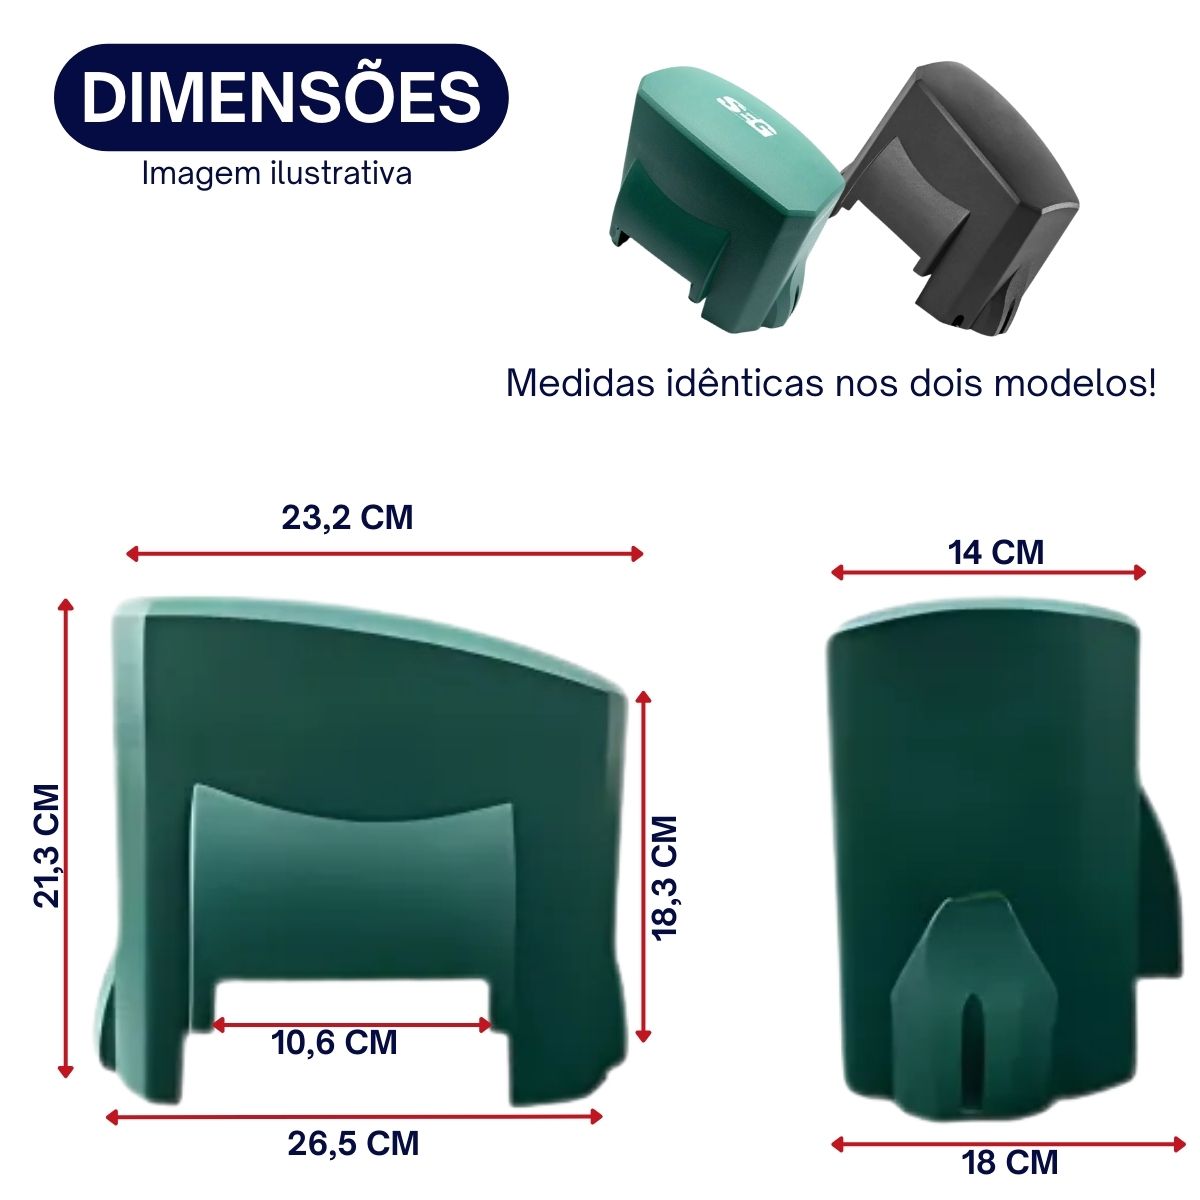 DIMENSÕES
Imagem ilustrativa
Medidas idênticas nos dois modelos!
23,2 CM
14 CM
21,3 CM
18,3 CM
10,6 CM
26,5 CM
18 CM